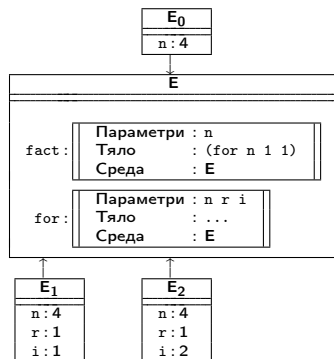 E₀
n : 4
E
fact :
Параметри : n
Тяло : (for n 1 1)
Среда : E
for :
Параметри : n r i
Тяло : ...
Среда : E
E₁
n : 4
r : 1
i : 1
E₂
n : 4
r : 1
i : 2